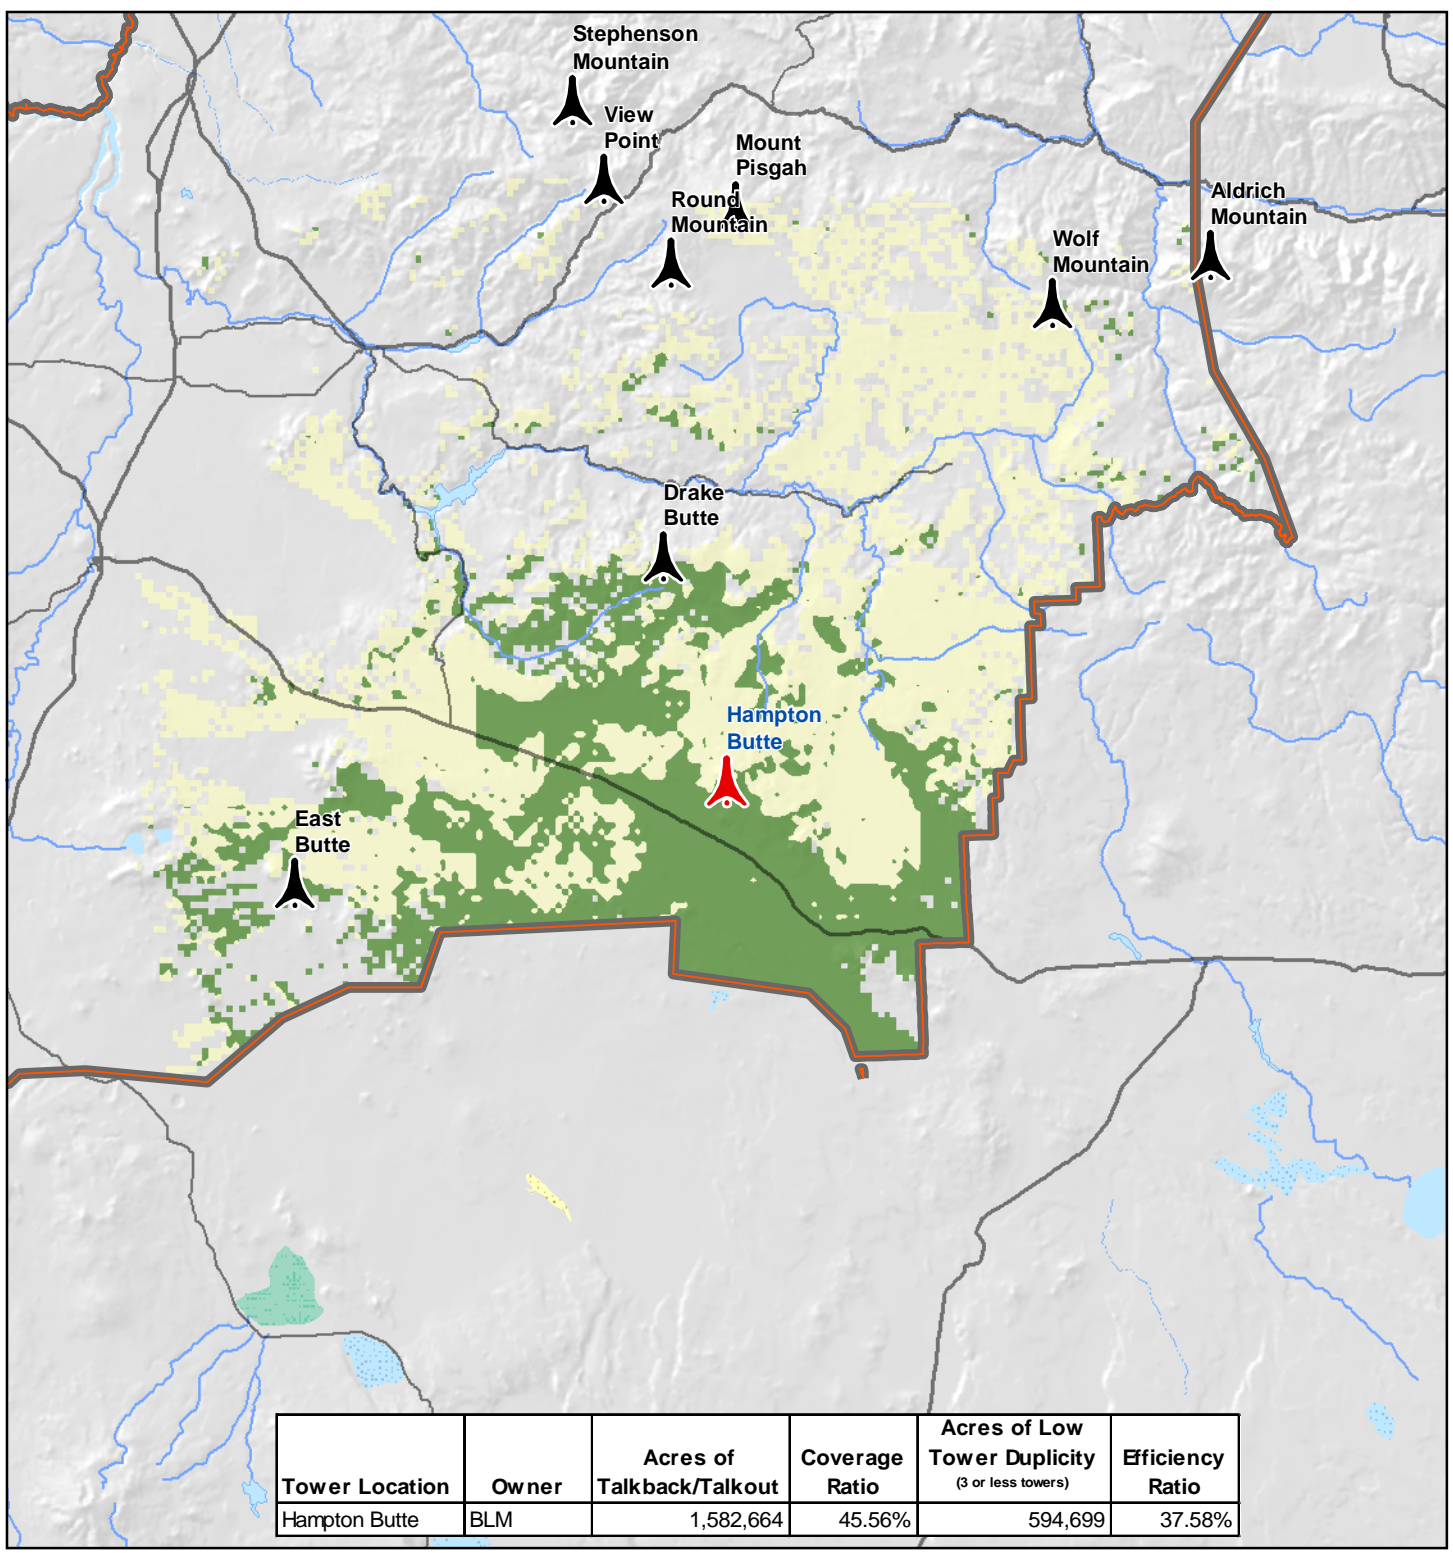 Stephenson
Mountain
View
Point
Mount
Pisgah
Round
Mountain
Aldrich
Mountain
Wolf
Mountain
Drake
Butte
Hampton
Butte
East
Butte
Tower Location
Owner
Acres of
Talkback/Talkout
Coverage
Ratio
Acres of Low
Tower Duplicity
(3 or less towers)
Efficiency
Ratio
Hampton Butte
BLM
1,582,664
45.56%
594,699
37.58%